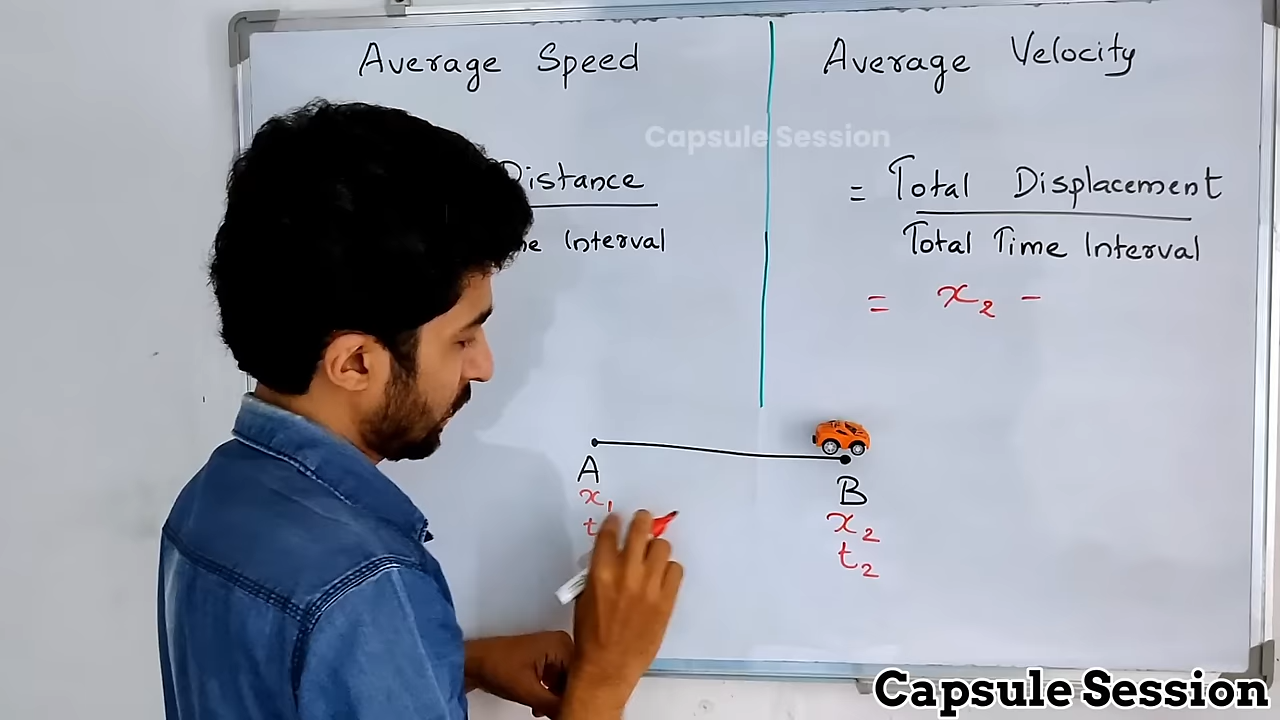 Average Speed
Average Velocity
Capsule Session
Distance
= Total Displacement
Interval
Total Time Interval
= x₂ -
A
B
x₁
x₂
t
t₂
Capsule Session